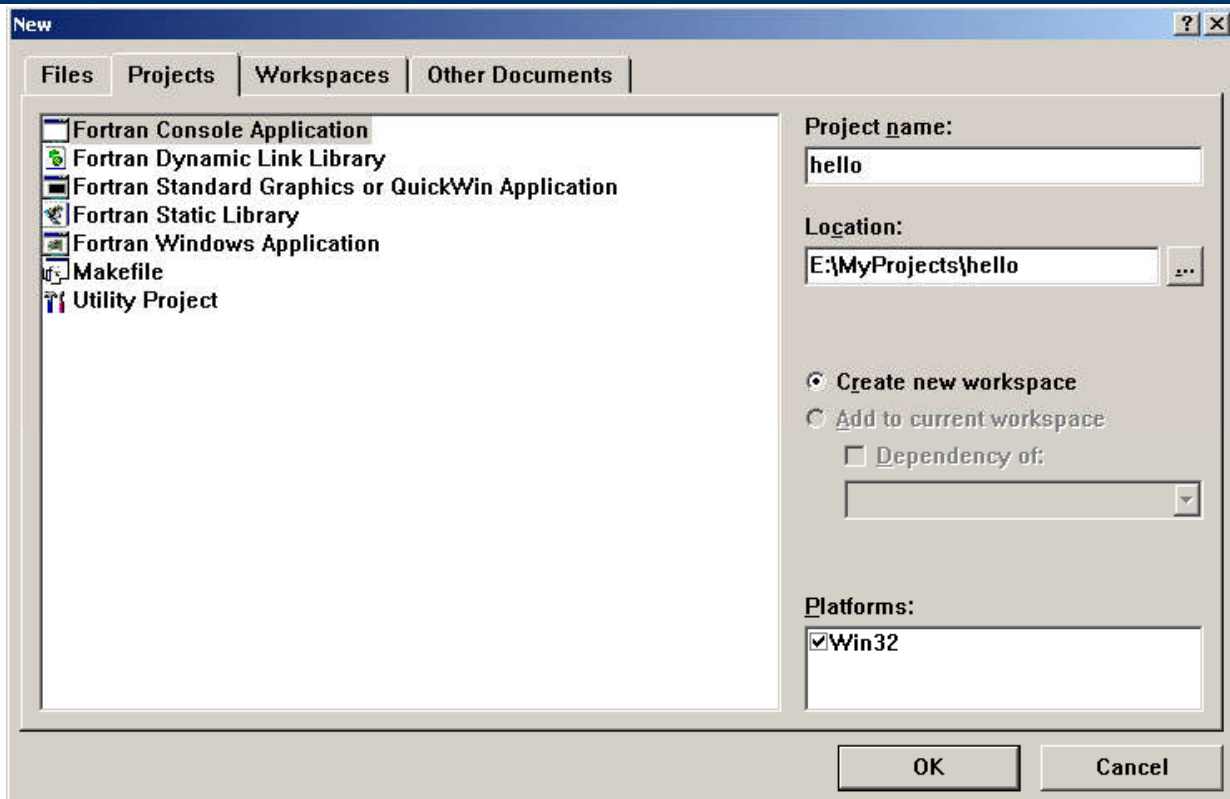 New
Files Projects Workspaces Other Documents
Fortran Console Application
Fortran Dynamic Link Library
Fortran Standard Graphics or QuickWin Application
Fortran Static Library
Fortran Windows Application
Makefile
Utility Project
Project name:
hello
Location:
E:\MyProjects\hello
...
Create new workspace
Add to current workspace
Dependency of:
Platforms:
Win32
OK Cancel